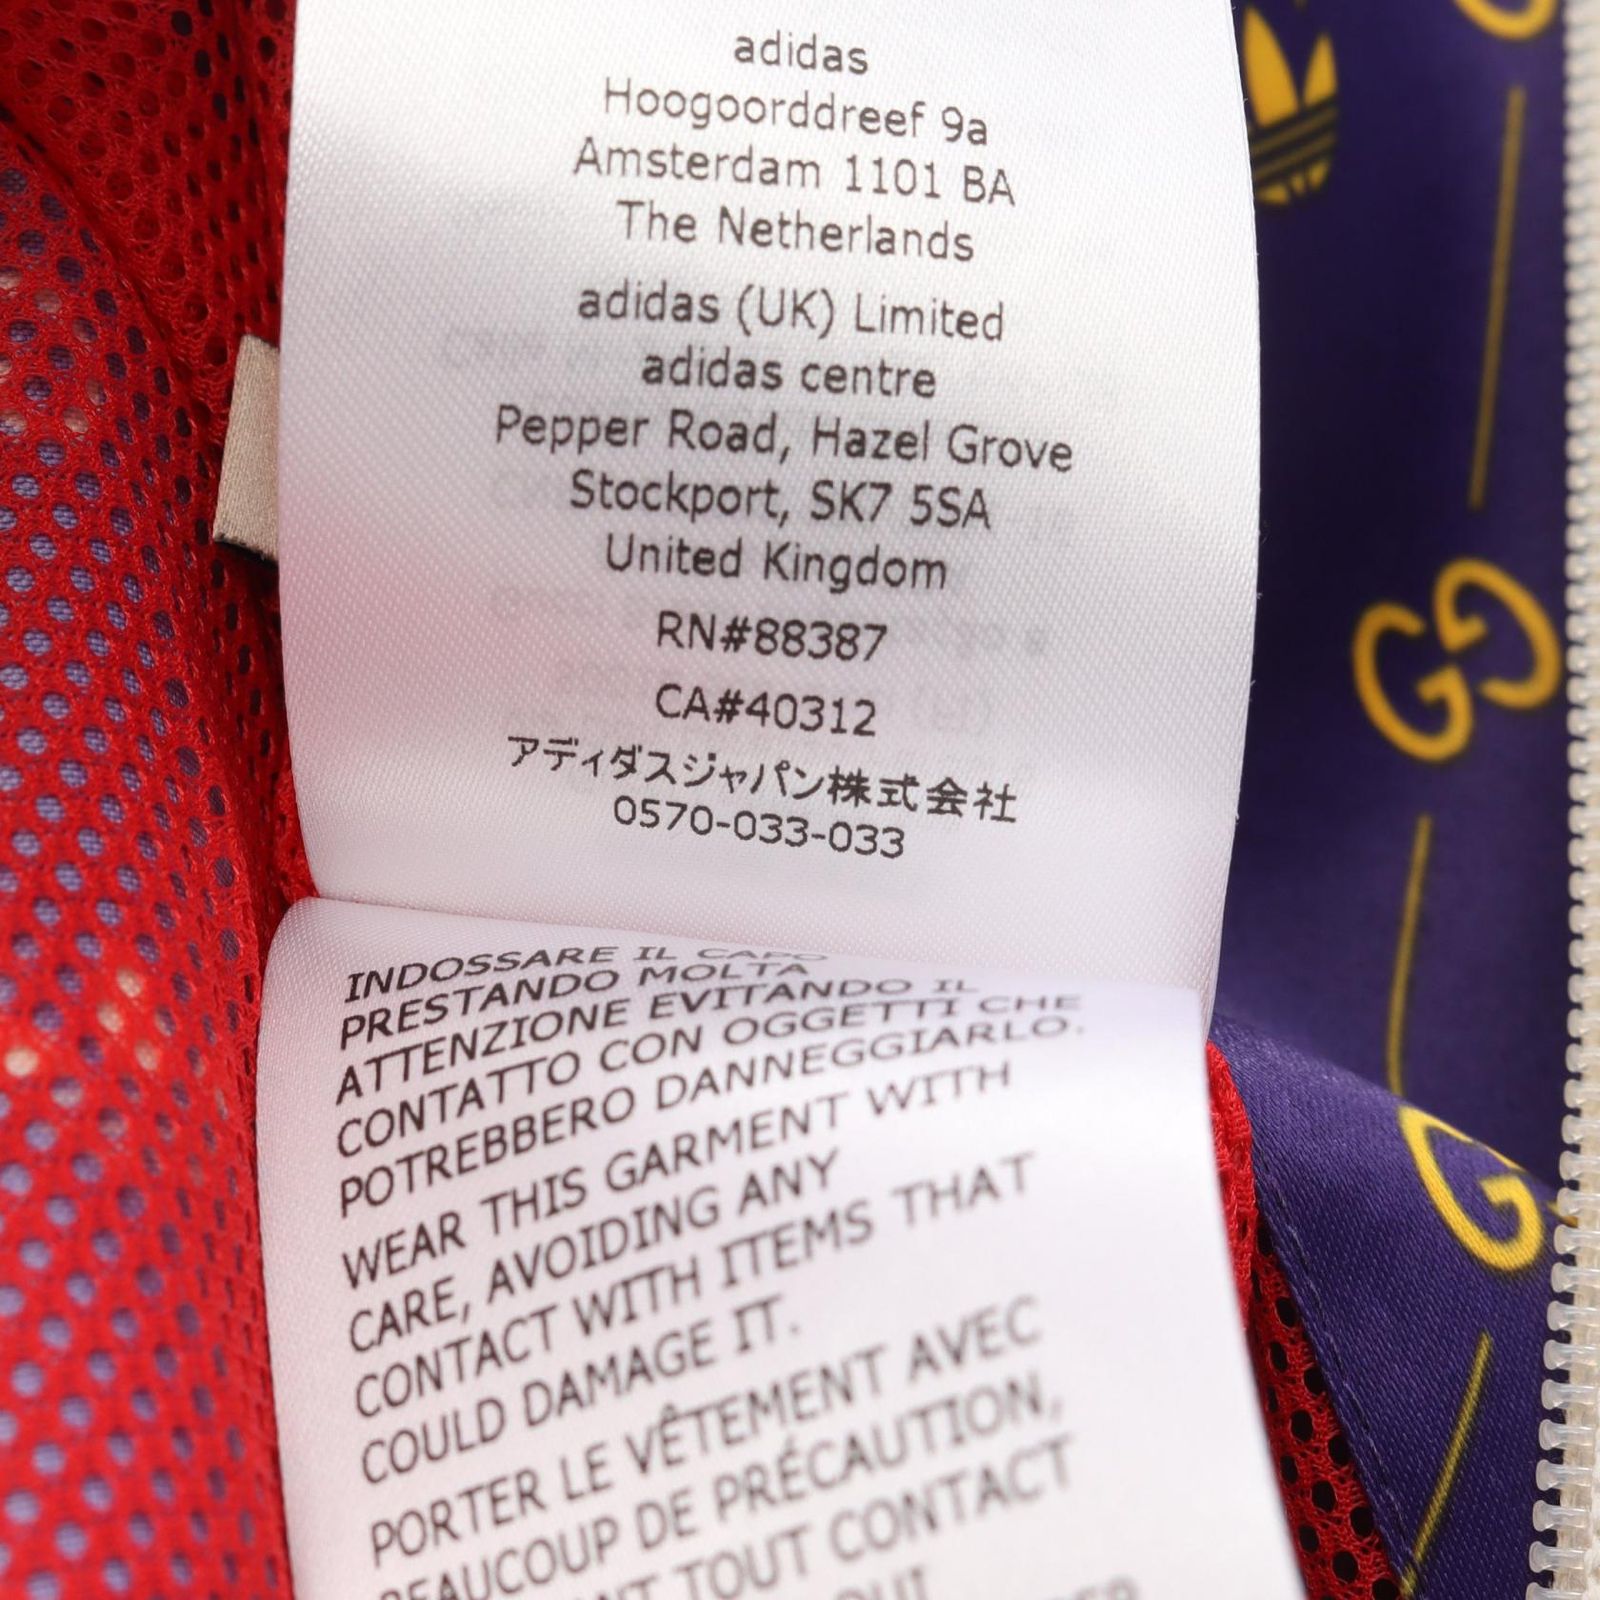 adidas
Hoogoorddreef 9a
Amsterdam 1101 BA
The Netherlands
adidas (UK) Limited
adidas centre
Pepper Road, Hazel Grove
Stockport, SK7 5SA
United Kingdom
RN#88387
CA#40312
アディダスジャパン株式会社
0570-033-033
INDOSSARE IL CAPO
PRESTANDO MOLTA
ATTENZIONE EVITANDO IL
CONTATTO CON OGGETTI CHE
POTREBBERO DANNEGGIARLO.
WEAR THIS GARMENT WITH
CARE, AVOIDING ANY
CONTACT WITH ITEMS THAT
COULD DAMAGE IT.
PORTER LE VÊTEMENT AVEC
BEAUCOUP DE PRÉCAUTION,
TOUT CONTACT